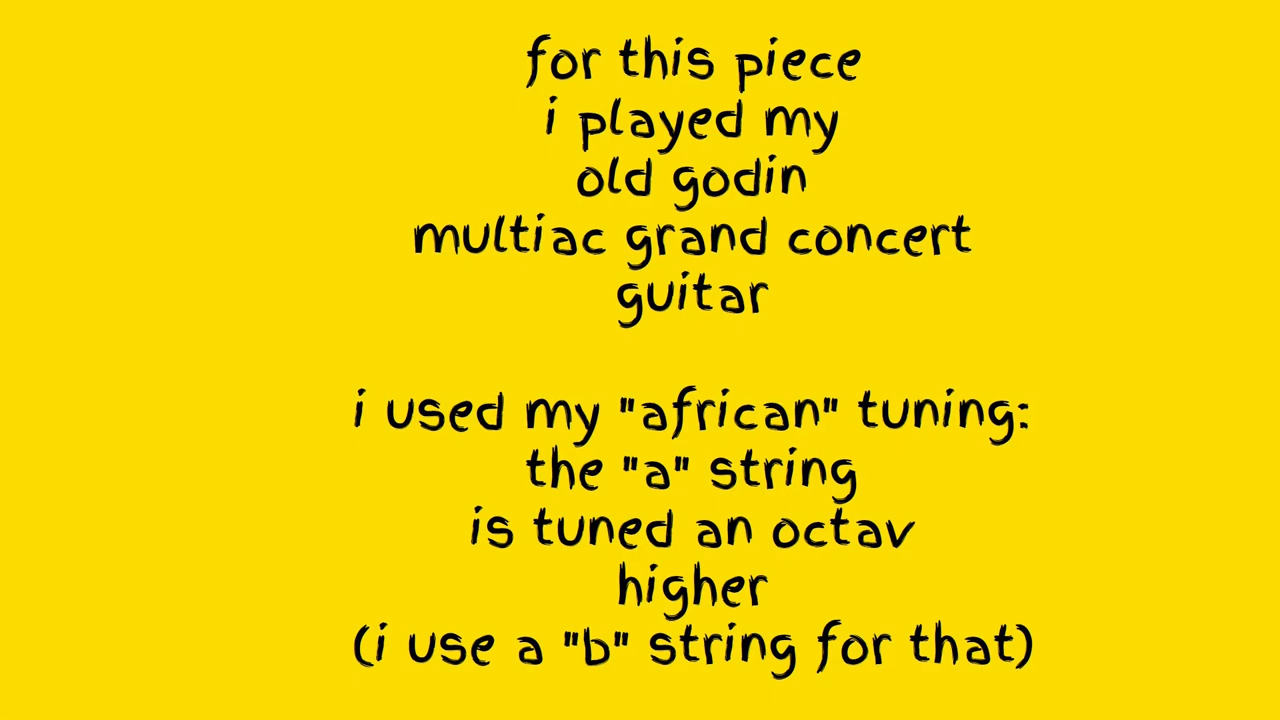 for this piece
i played my
old godin
multiac grand concert
guitar
i used my "african" tuning:
the "a" string
is tuned an octav
higher
(i use a "b" string for that)